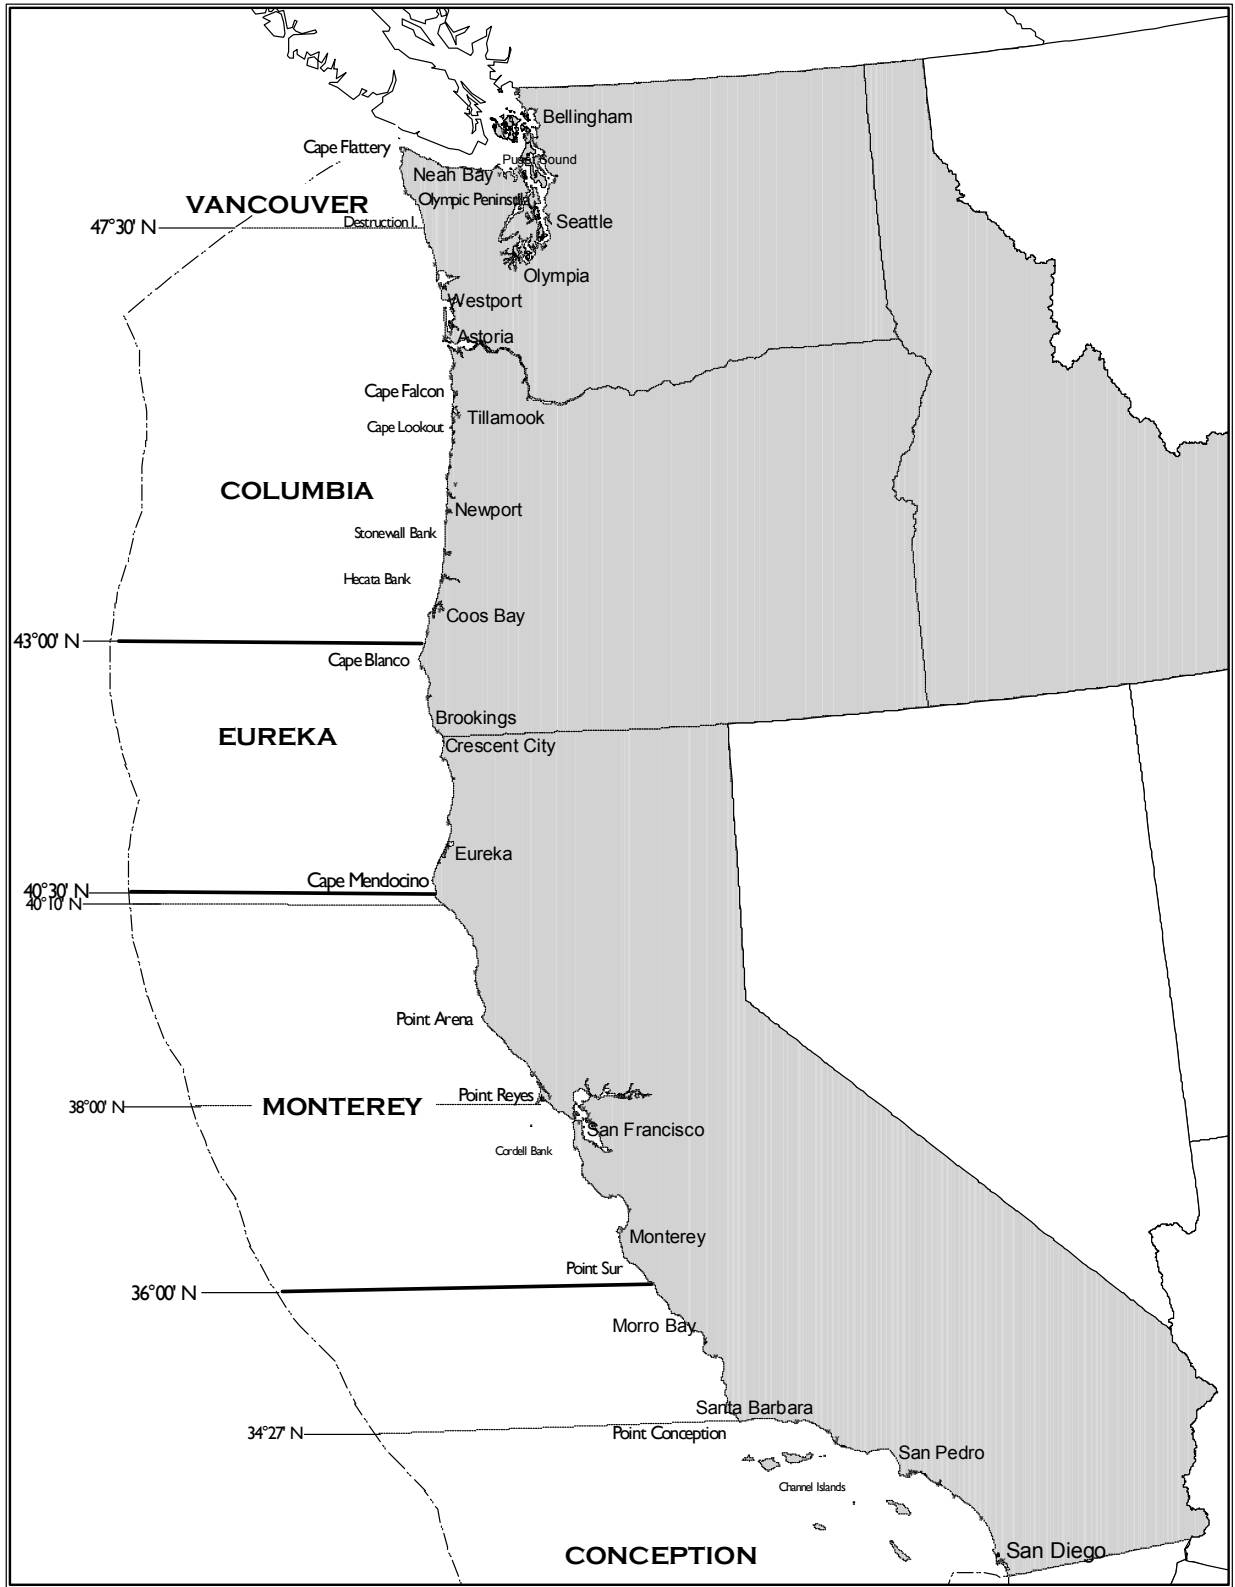 Bellingham
Cape Flattery
Puget Sound
Neah Bay
VANCOUVER
Olympic Peninsula
Destruction I.
Seattle
47°30' N
Olympia
Westport
Astoria
Cape Falcon
Tillamook
Cape Lookout
COLUMBIA
Newport
Stonewall Bank
Hecata Bank
Coos Bay
43°00' N
Cape Blanco
Brookings
EUREKA
Crescent City
Eureka
Cape Mendocino
40°30' N
40°10' N
Point Arena
Point Reyes
38°00' N
MONTEREY
San Francisco
Cordell Bank
Monterey
Point Sur
36°00' N
Morro Bay
Santa Barbara
34°27' N
Point Conception
San Pedro
Channel Islands
CONCEPTION
San Diego